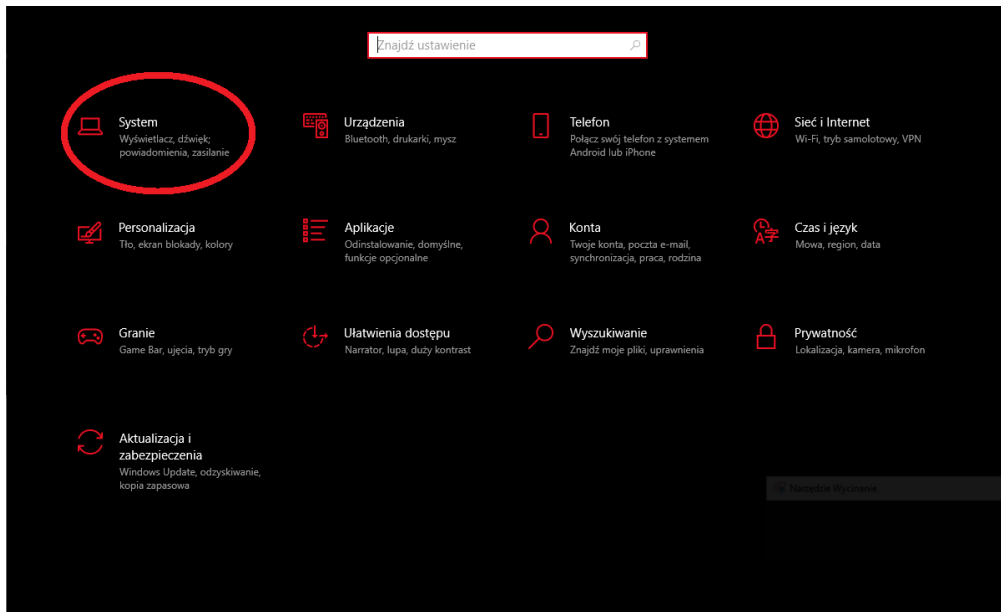 Znajdź ustawienie
System
Wyświetlacz, dźwięk;
powiadomienia, zasilanie
Urządzenia
Bluetooth, drukarki, mysz
Telefon
Połącz swój telefon z systemem
Android lub iPhone
Sieć i Internet
Wi-Fi, tryb samolotowy, VPN
Personalizacja
Tło, ekran blokady, kolory
Aplikacje
Odinstalowanie, domyślne,
funkcje opcjonalne
Konta
Twoje konta, poczta e-mail,
synchronizacja, praca, rodzina
Czas i język
Mowa, region, data
Granie
Game Bar, ujęcia, tryb gry
Ułatwienia dostępu
Narrator, lupa, duży kontrast
Wyszukiwanie
Znajdź moje pliki, uprawnienia
Prywatność
Lokalizacja, kamera, mikrofon
Aktualizacja i
zabezpieczenia
Windows Update, odzyskiwanie,
kopia zapasowa
Narzędzie Wycinanie